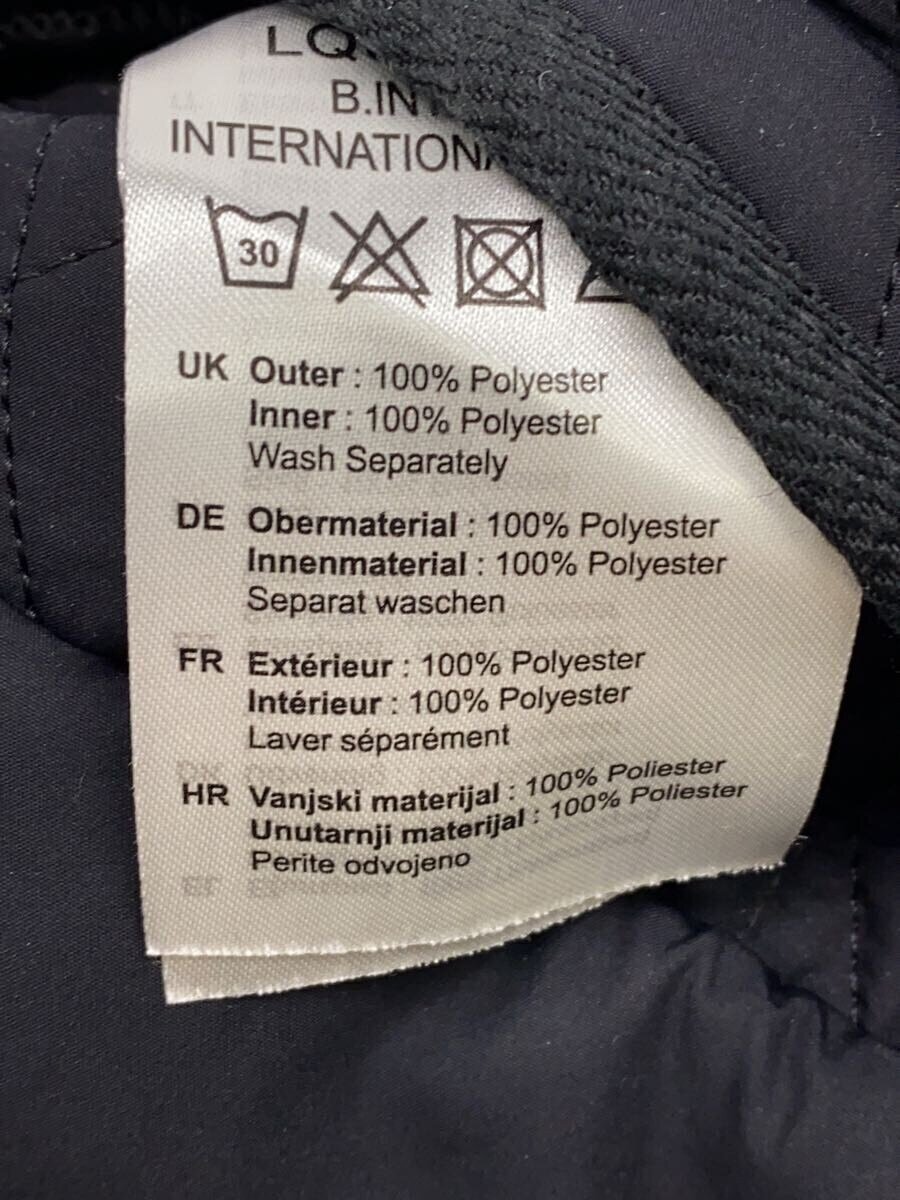 B.INT
INTERNATIONA
30
UK Outer : 100% Polyester
Inner : 100% Polyester
Wash Separately
DE Obermaterial : 100% Polyester
Innenmaterial : 100% Polyester
Separat waschen
FR Extérieur : 100% Polyester
Intérieur : 100% Polyester
Laver séparément
HR Vanjski materijal : 100% Poliester
Unutarnji materijal : 100% Poliester
Perite odvojeno